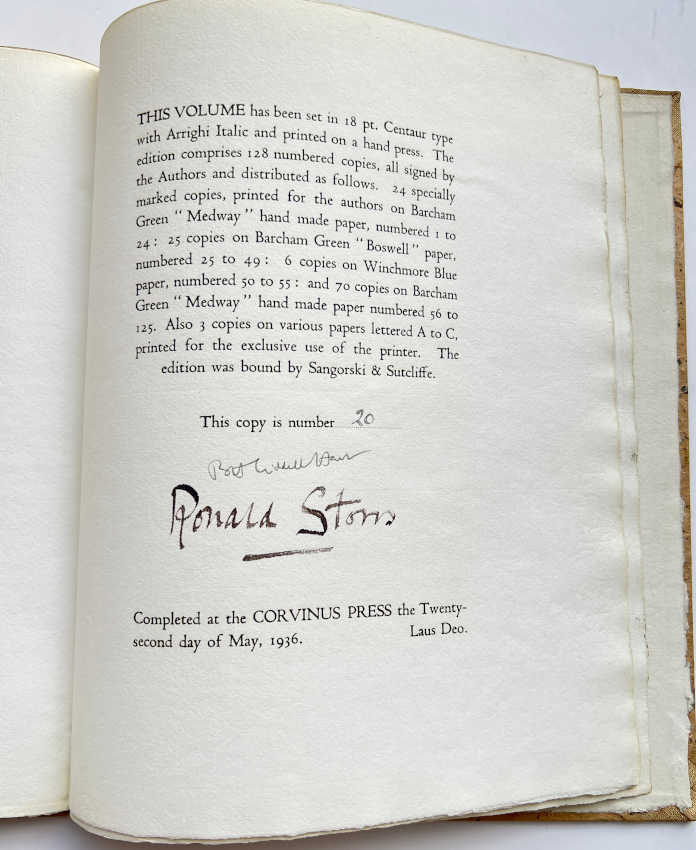 THIS VOLUME has been set in 18 pt. Centaur type
with Arrighi Italic and printed on a hand press. The
edition comprises 128 numbered copies, all signed by
the Authors and distributed as follows. 24 specially
marked copies, printed for the authors on Barcham
Green "Medway" hand made paper, numbered 1 to
24: 25 copies on Barcham Green "Boswell" paper,
numbered 25 to 49: 6 copies on Winchmore Blue
paper, numbered 50 to 55: and 70 copies on Barcham
Green "Medway" hand made paper numbered 56 to
125. Also 3 copies on various papers lettered A to C,
printed for the exclusive use of the printer. The
edition was bound by Sangorski & Sutcliffe.
This copy is number 20
Liddell Hart
Ronald Storrs
Completed at the CORVINUS PRESS the Twenty-
second day of May, 1936. Laus Deo.